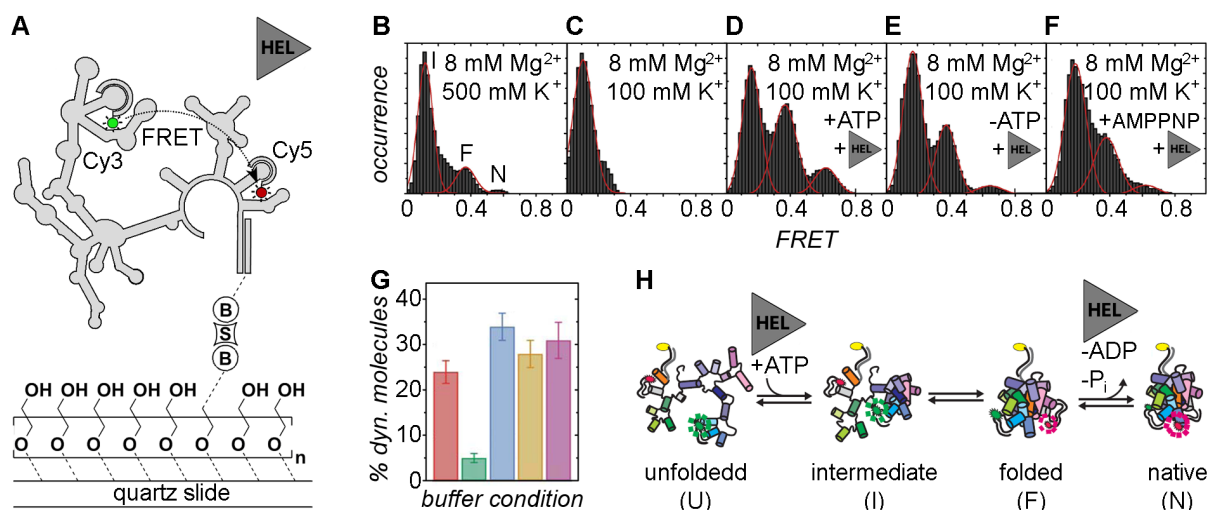 A
HEL
Cy3
FRET
Cy5
B
S
B
OH OH OH OH OH OH OH
O O O O O O O
n
quartz slide
B
occurrence
I
8 mM Mg2+
500 mM K+
F
N
0 0.4 0.8
C
8 mM Mg2+
100 mM K+
0 0.4 0.8
D
8 mM Mg2+
100 mM K+
+ATP
+ HEL
0 0.4 0.8
E
8 mM Mg2+
100 mM K+
-ATP
+ HEL
0 0.4 0.8
F
8 mM Mg2+
100 mM K+
+AMPPNP
+ HEL
0 0.4 0.8
FRET
G
% dyn. molecules
40
30
20
10
0
buffer condition
H
HEL
+ATP
HEL
-ADP
-Pi
unfoldedd
(U)
intermediate
(I)
folded
(F)
native
(N)